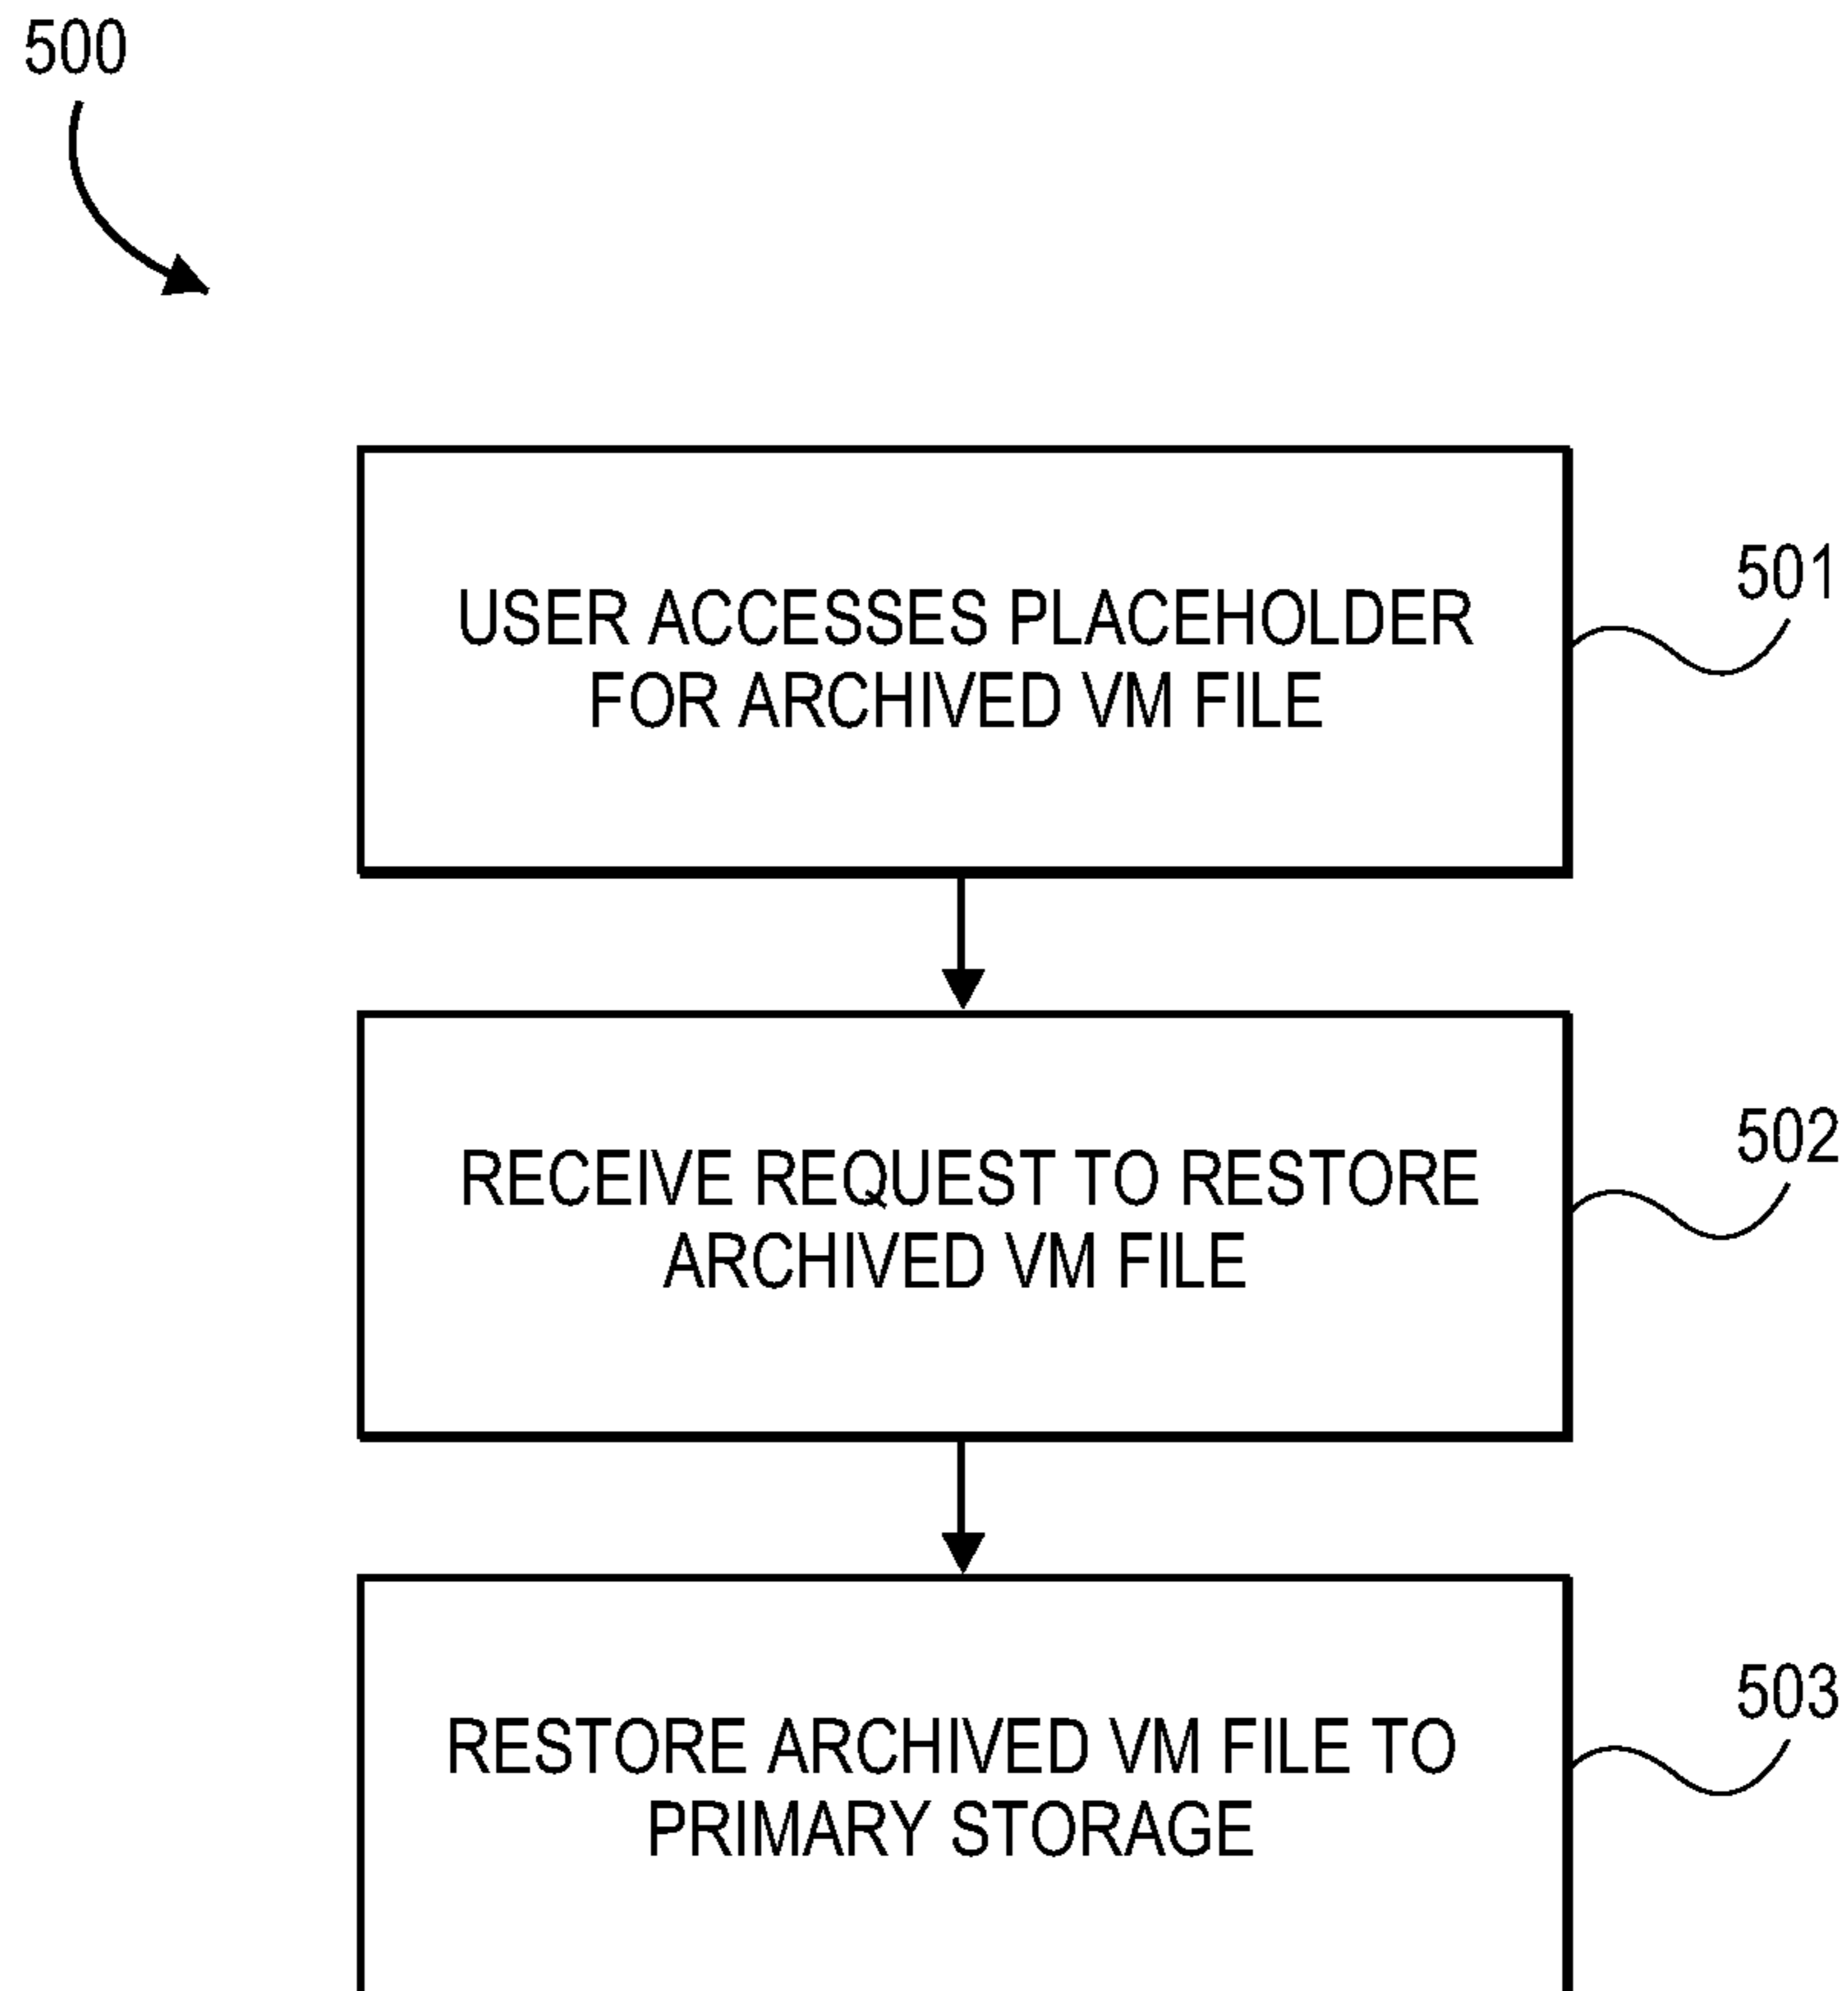 500
USER ACCESSES PLACEHOLDER
FOR ARCHIVED VM FILE
501
RECEIVE REQUEST TO RESTORE
ARCHIVED VM FILE
502
RESTORE ARCHIVED VM FILE TO
PRIMARY STORAGE
503